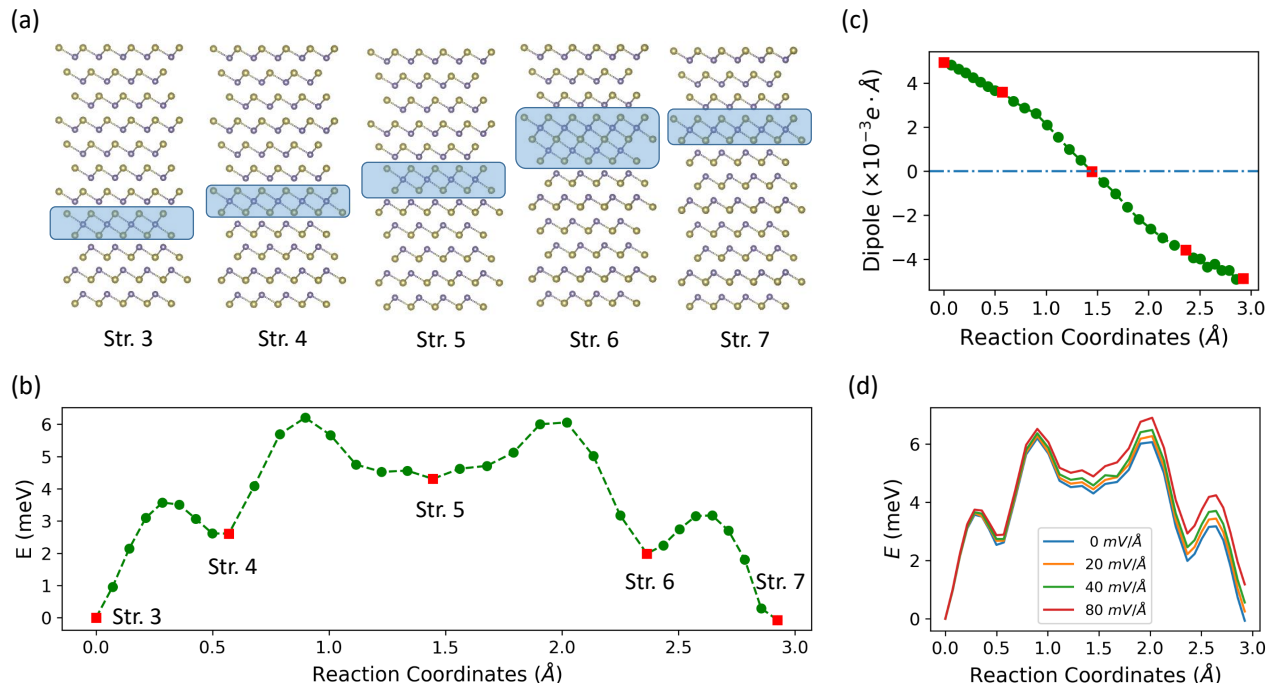 (a)
Str. 3
Str. 4
Str. 5
Str. 6
Str. 7
(c)
Dipole (×10⁻³e · Å)
4
2
0
−2
−4
0.0 0.5 1.0 1.5 2.0 2.5 3.0
Reaction Coordinates (Å)
(b)
E (meV)
6
5
4
3
2
1
0
Str. 3
Str. 4
Str. 5
Str. 6
Str. 7
0.0 0.5 1.0 1.5 2.0 2.5 3.0
Reaction Coordinates (Å)
(d)
E (meV)
6
4
2
0
0 mV/Å
20 mV/Å
40 mV/Å
80 mV/Å
0.0 0.5 1.0 1.5 2.0 2.5 3.0
Reaction Coordinates (Å)